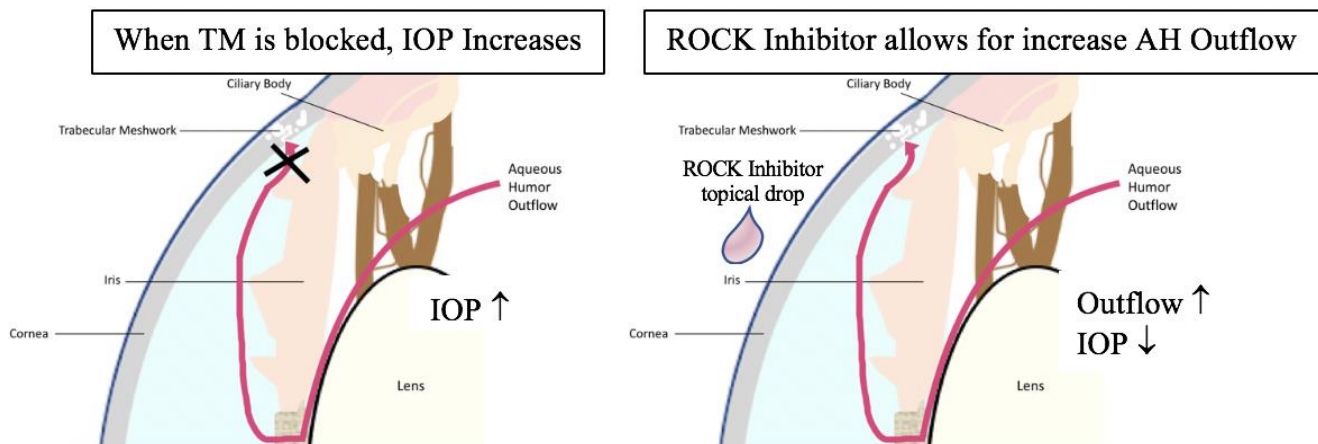 When TM is blocked, IOP Increases
Ciliary Body
Trabecular Meshwork
Aqueous
Humor
Outflow
Iris
IOP ↑
Cornea
Lens
ROCK Inhibitor allows for increase AH Outflow
Ciliary Body
Trabecular Meshwork
ROCK Inhibitor
topical drop
Aqueous
Humor
Outflow
Iris
Outflow ↑
IOP ↓
Cornea
Lens